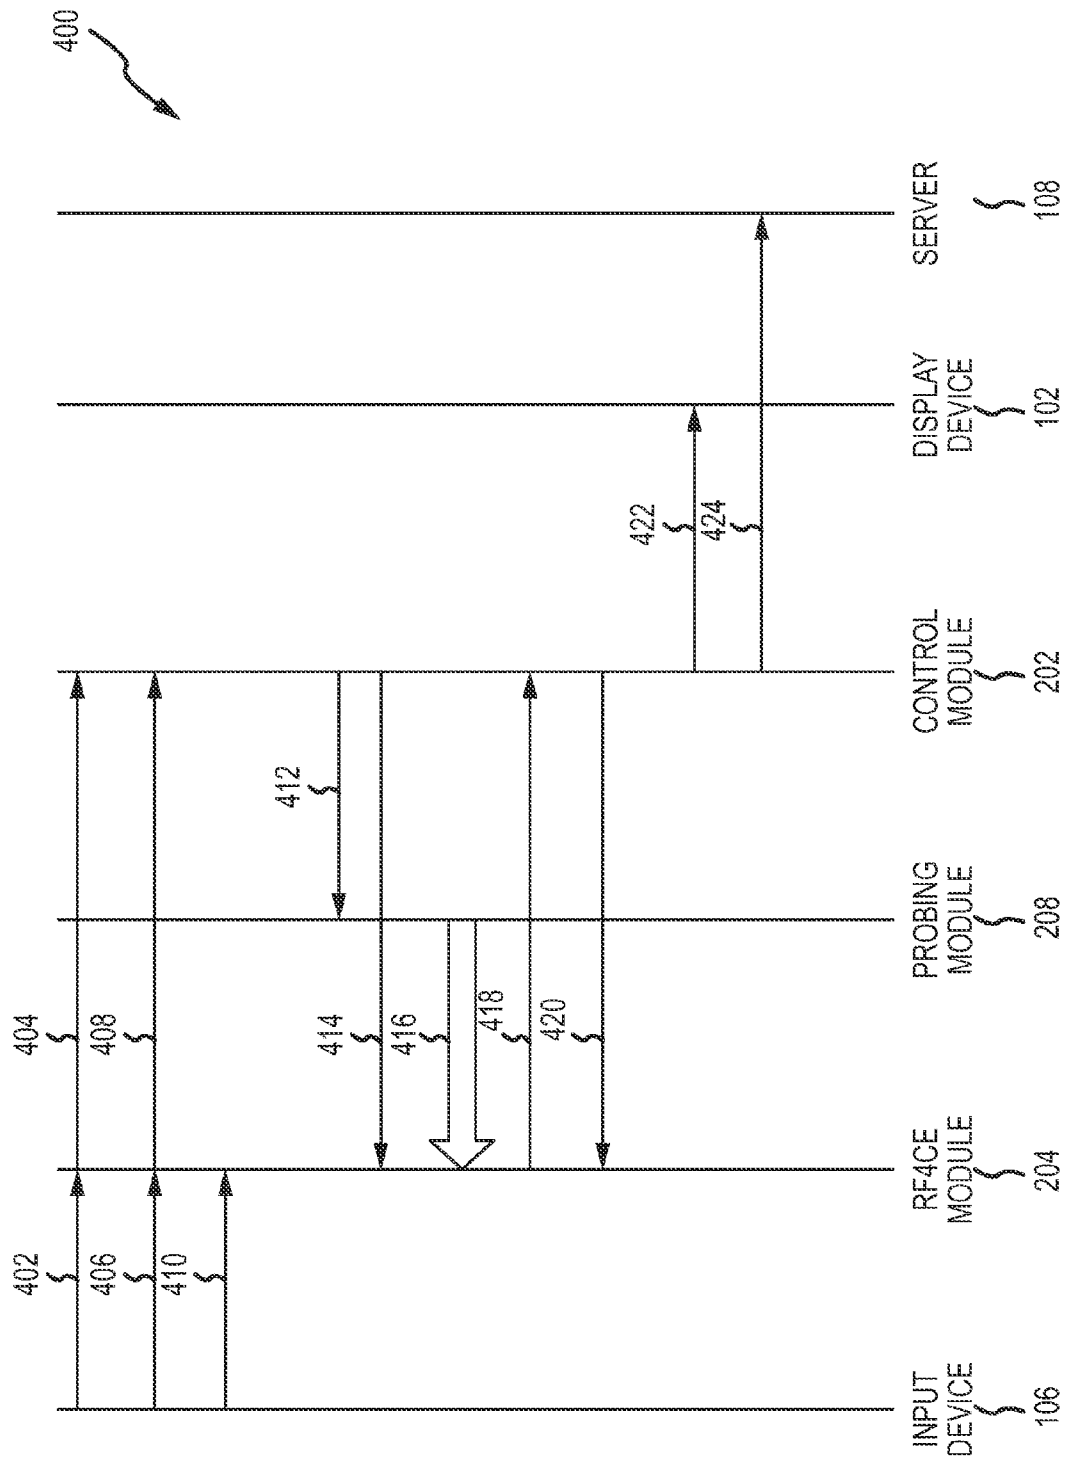 400
402
404
406
408
410
412
414
416
418
420
422
424
INPUT
DEVICE
106
RF4CE
MODULE
204
PROBING
MODULE
208
CONTROL
MODULE
202
DISPLAY
DEVICE
102
SERVER
108